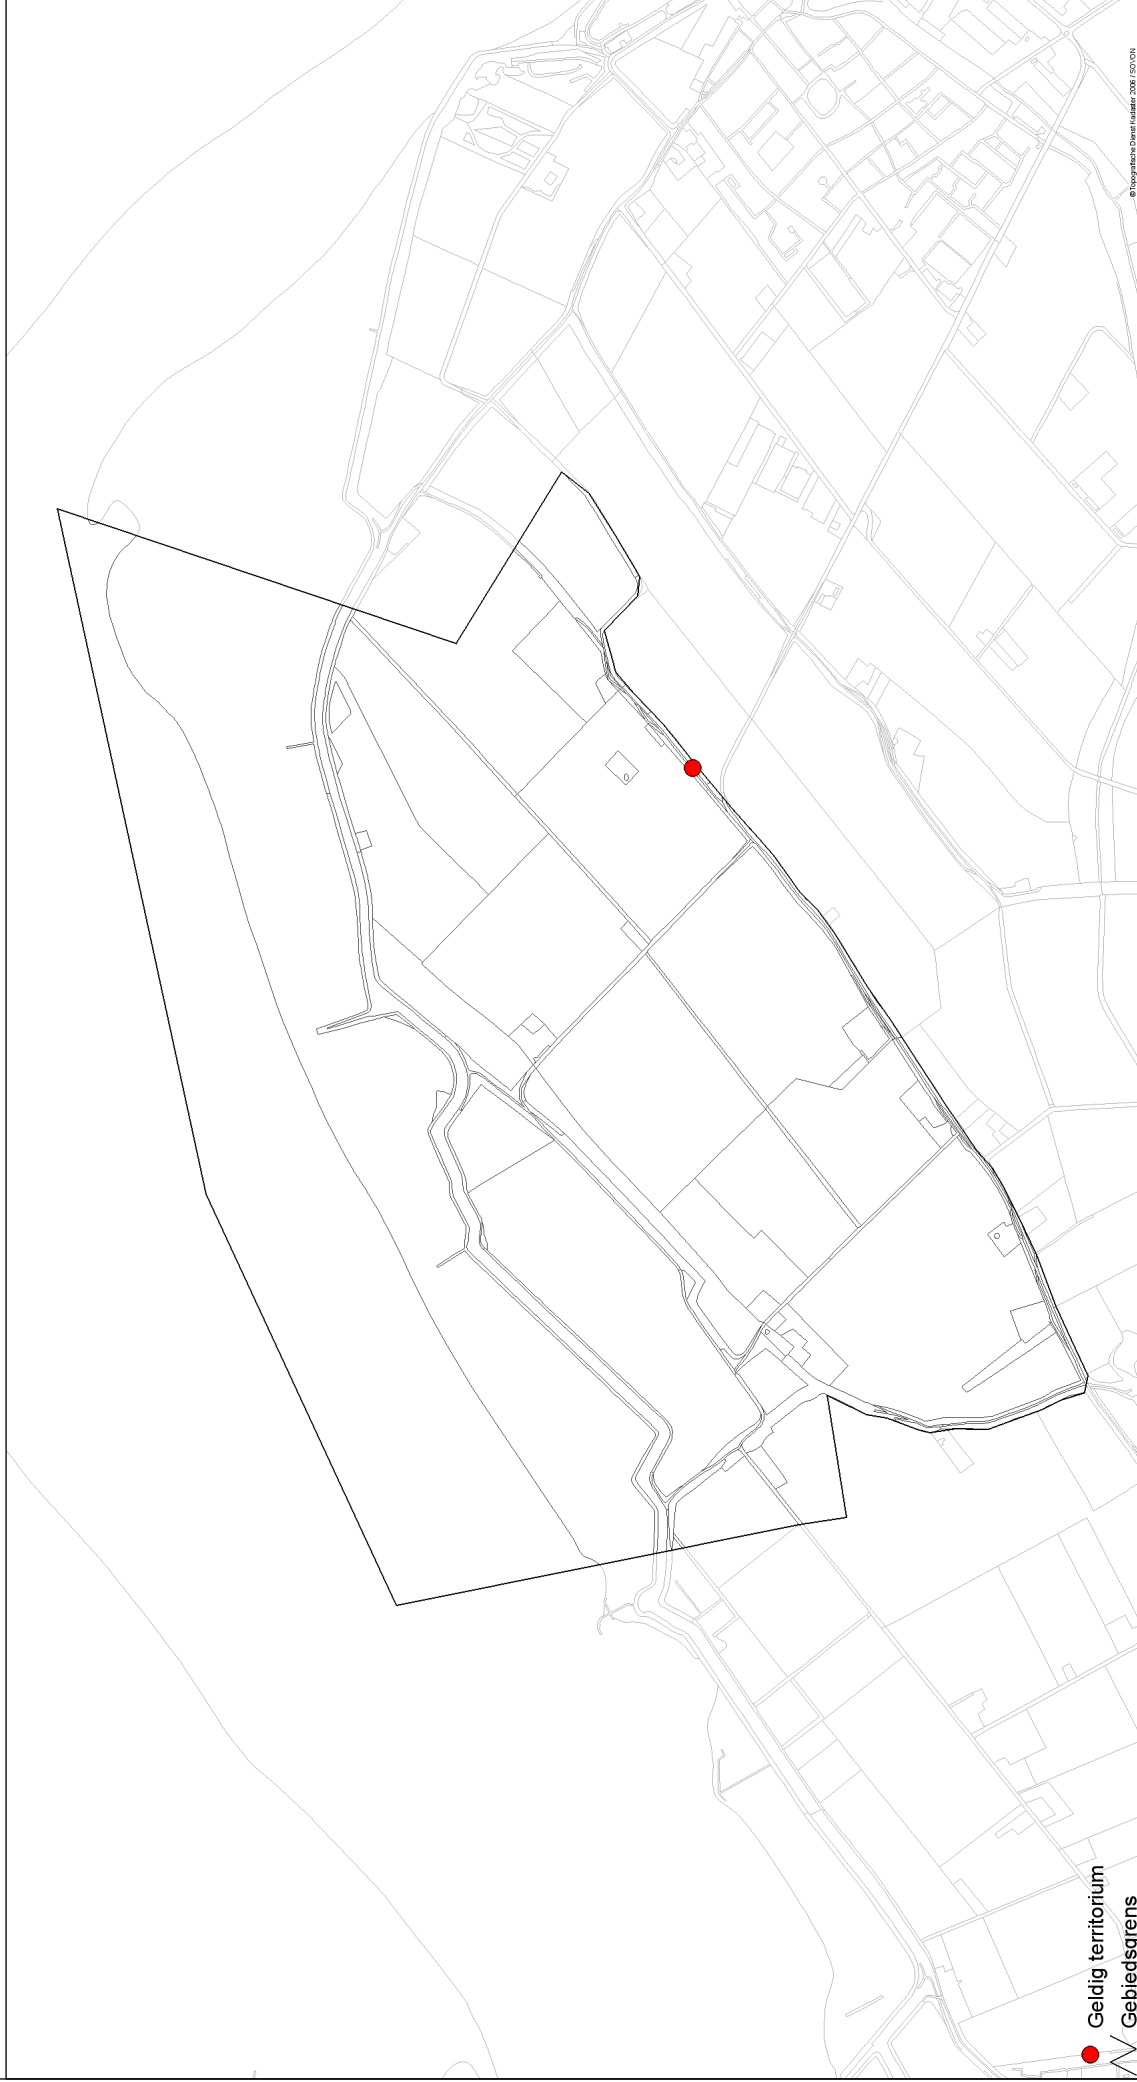 Geldig territorium
Gebiedsgrens
© Topografische Dienst Kadaster 2006 / SOVON